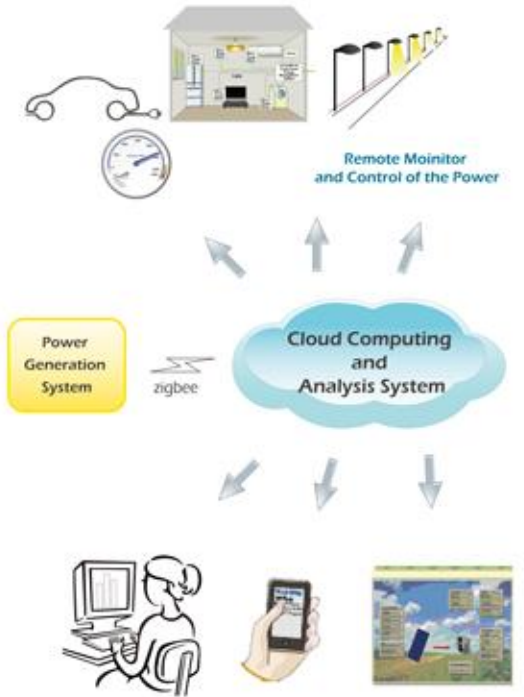 Remote Moinitor
and Control of the Power
Power
Generation
System
zigbee
Cloud Computing
and
Analysis System